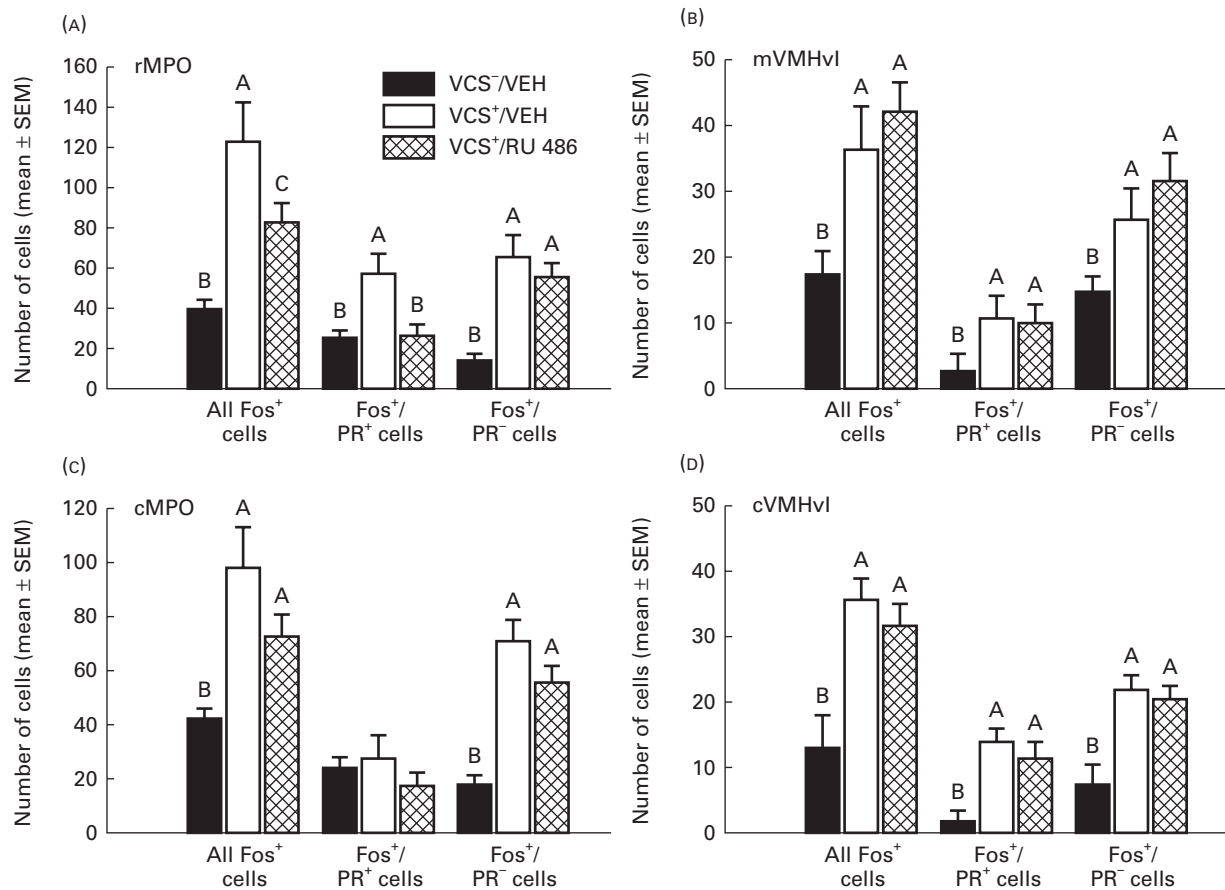 (A)
rMPO
Number of cells (mean ± SEM)
160
140
120
100
80
60
40
20
0
VCS⁻/VEH
VCS⁺/VEH
VCS⁺/RU 486
B
A
C
B
A
B
B
A
A
All Fos⁺
cells
Fos⁺/
PR⁺ cells
Fos⁺/
PR⁻ cells
(B)
mVMHvl
Number of cells (mean ± SEM)
50
40
30
20
10
0
B
A
A
B
A
A
B
A
A
All Fos⁺
cells
Fos⁺/
PR⁺ cells
Fos⁺/
PR⁻ cells
(C)
cMPO
Number of cells (mean ± SEM)
120
100
80
60
40
20
0
B
A
A
B
A
A
All Fos⁺
cells
Fos⁺/
PR⁺ cells
Fos⁺/
PR⁻ cells
(D)
cVMHvl
Number of cells (mean ± SEM)
50
40
30
20
10
0
B
A
A
B
A
A
B
A
A
All Fos⁺
cells
Fos⁺/
PR⁺ cells
Fos⁺/
PR⁻ cells